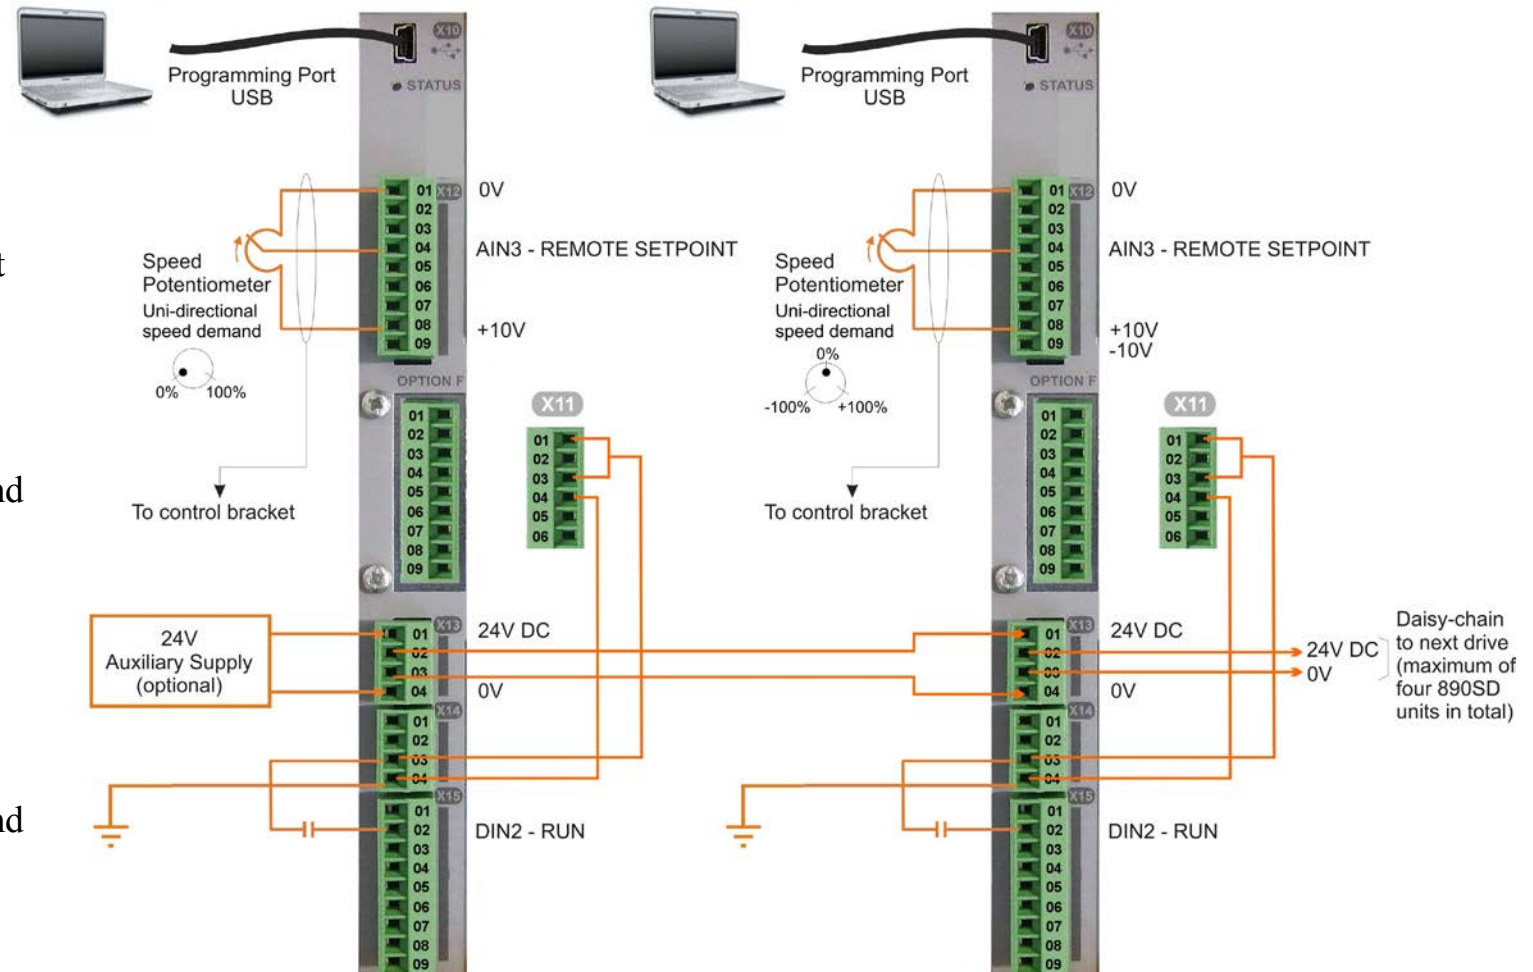 X10
Programming Port
USB
STATUS
01 X12 0V
02
03
04 AIN3 - REMOTE SETPOINT
05
06
07
08 +10V
09
Speed
Potentiometer
Uni-directional
speed demand
0% 100%
To control bracket
OPTION F
01
02
03
04
05
06
07
08
09
X11
01
02
03
04
05
06
24V
Auxiliary Supply
(optional)
01 X13 24V DC
02
03
04 0V
X14
01
02
03
04
X15
01
02 DIN2 - RUN
03
04
05
06
07
08
09
X10
Programming Port
USB
STATUS
01 X12 0V
02
03
04 AIN3 - REMOTE SETPOINT
05
06
07
08 +10V
09 -10V
Speed
Potentiometer
Uni-directional
speed demand
0%
-100% +100%
To control bracket
OPTION F
01
02
03
04
05
06
07
08
09
X11
01
02
03
04
05
06
01 X13 24V DC
02
03
04 0V
24V DC
0V
Daisy-chain
to next drive
(maximum of
four 890SD
units in total)
X14
01
02
03
04
X15
01
02 DIN2 - RUN
03
04
05
06
07
08
09
t
nd
nd